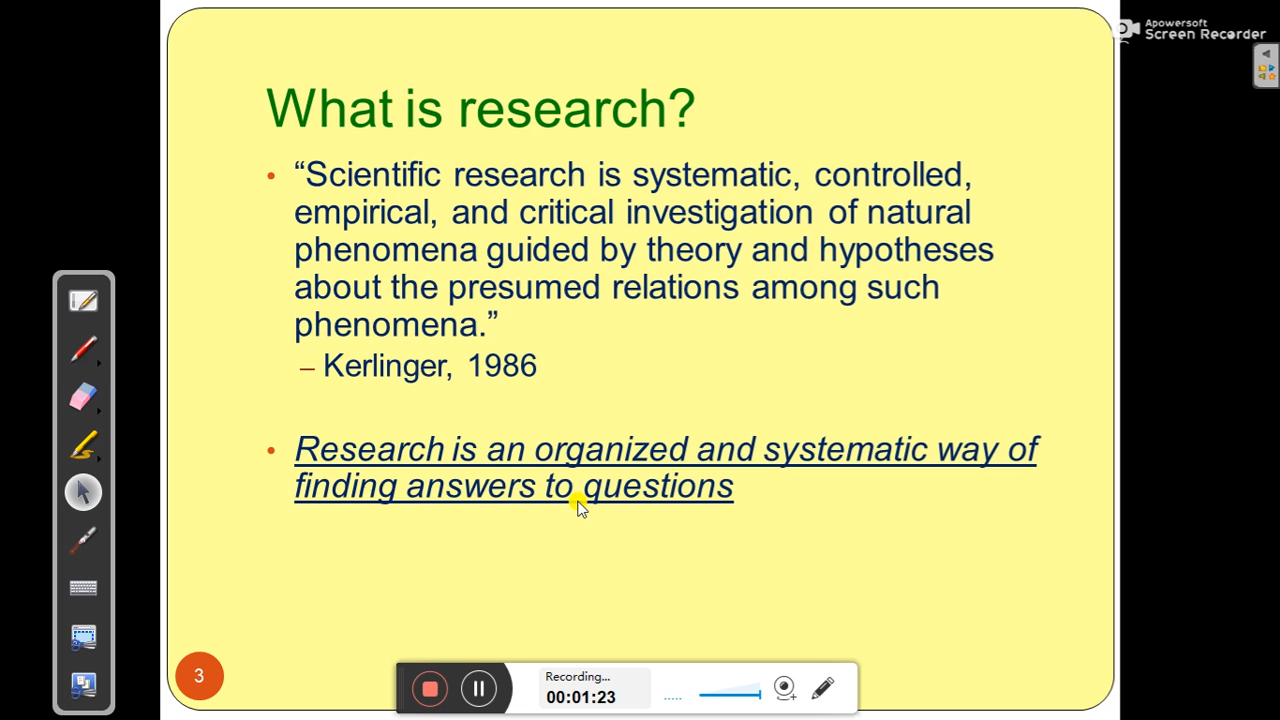 Apowersoft
Screen Recorder
What is research?
• “Scientific research is systematic, controlled,
empirical, and critical investigation of natural
phenomena guided by theory and hypotheses
about the presumed relations among such
phenomena.”
– Kerlinger, 1986
• Research is an organized and systematic way of
finding answers to questions
3
Recording...
00:01:23